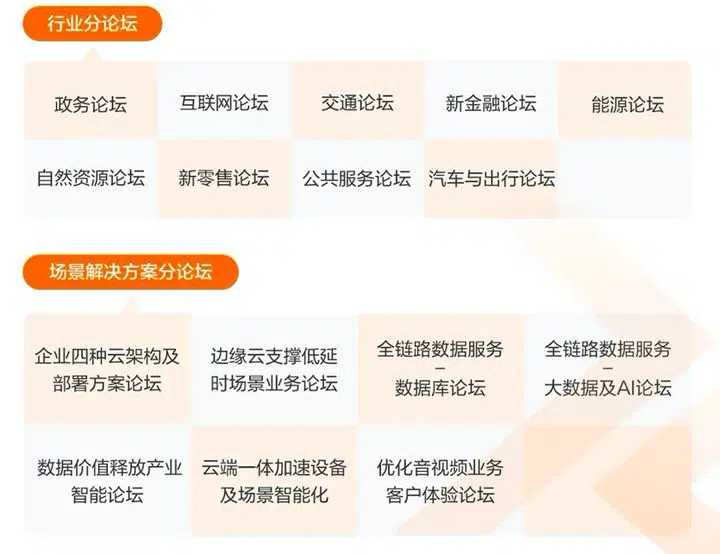 行业分论坛
政务论坛
互联网论坛
交通论坛
新金融论坛
能源论坛
自然资源论坛
新零售论坛
公共服务论坛
汽车与出行论坛
场景解决方案分论坛
企业四种云架构及
部署方案论坛
边缘云支撑低延
时场景业务论坛
全链路数据服务
–
数据库论坛
全链路数据服务
–
大数据及AI论坛
数据价值释放产业
智能论坛
云端一体加速设备
及场景智能化
优化音视频业务
客户体验论坛